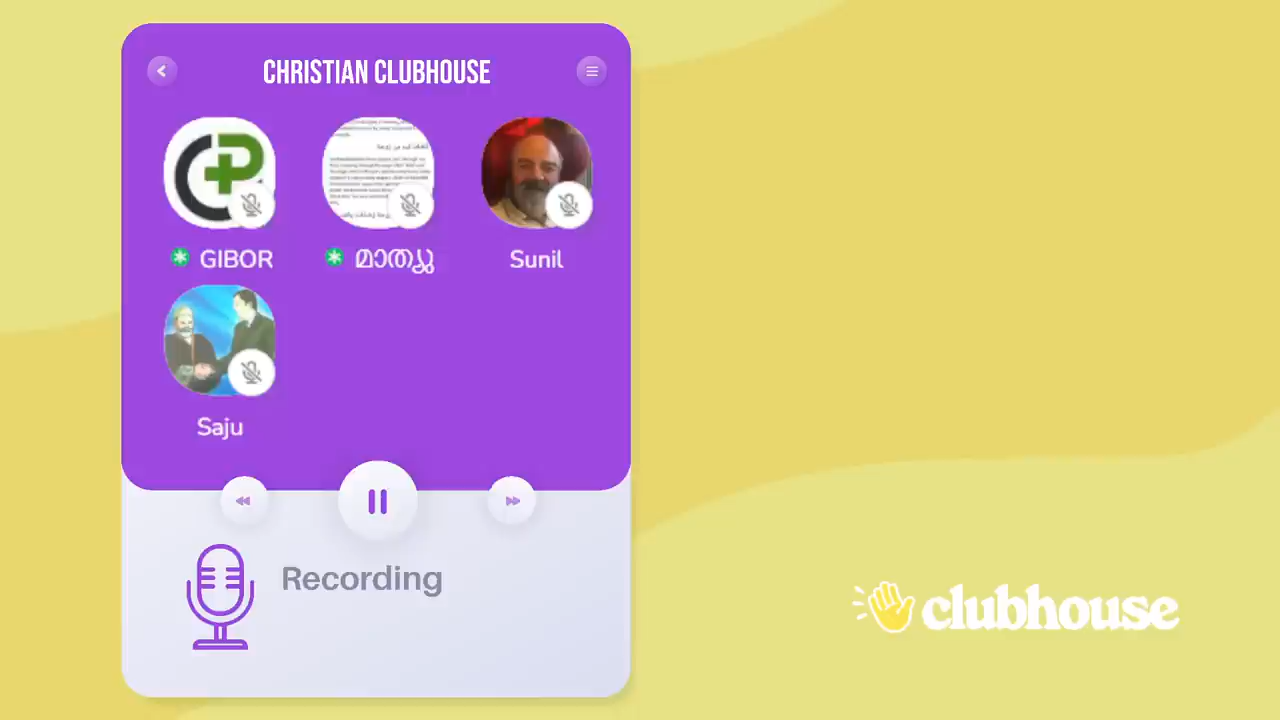 CHRISTIAN CLUBHOUSE
GIBOR
മാത്യു
Sunil
Saju
Recording
clubhouse